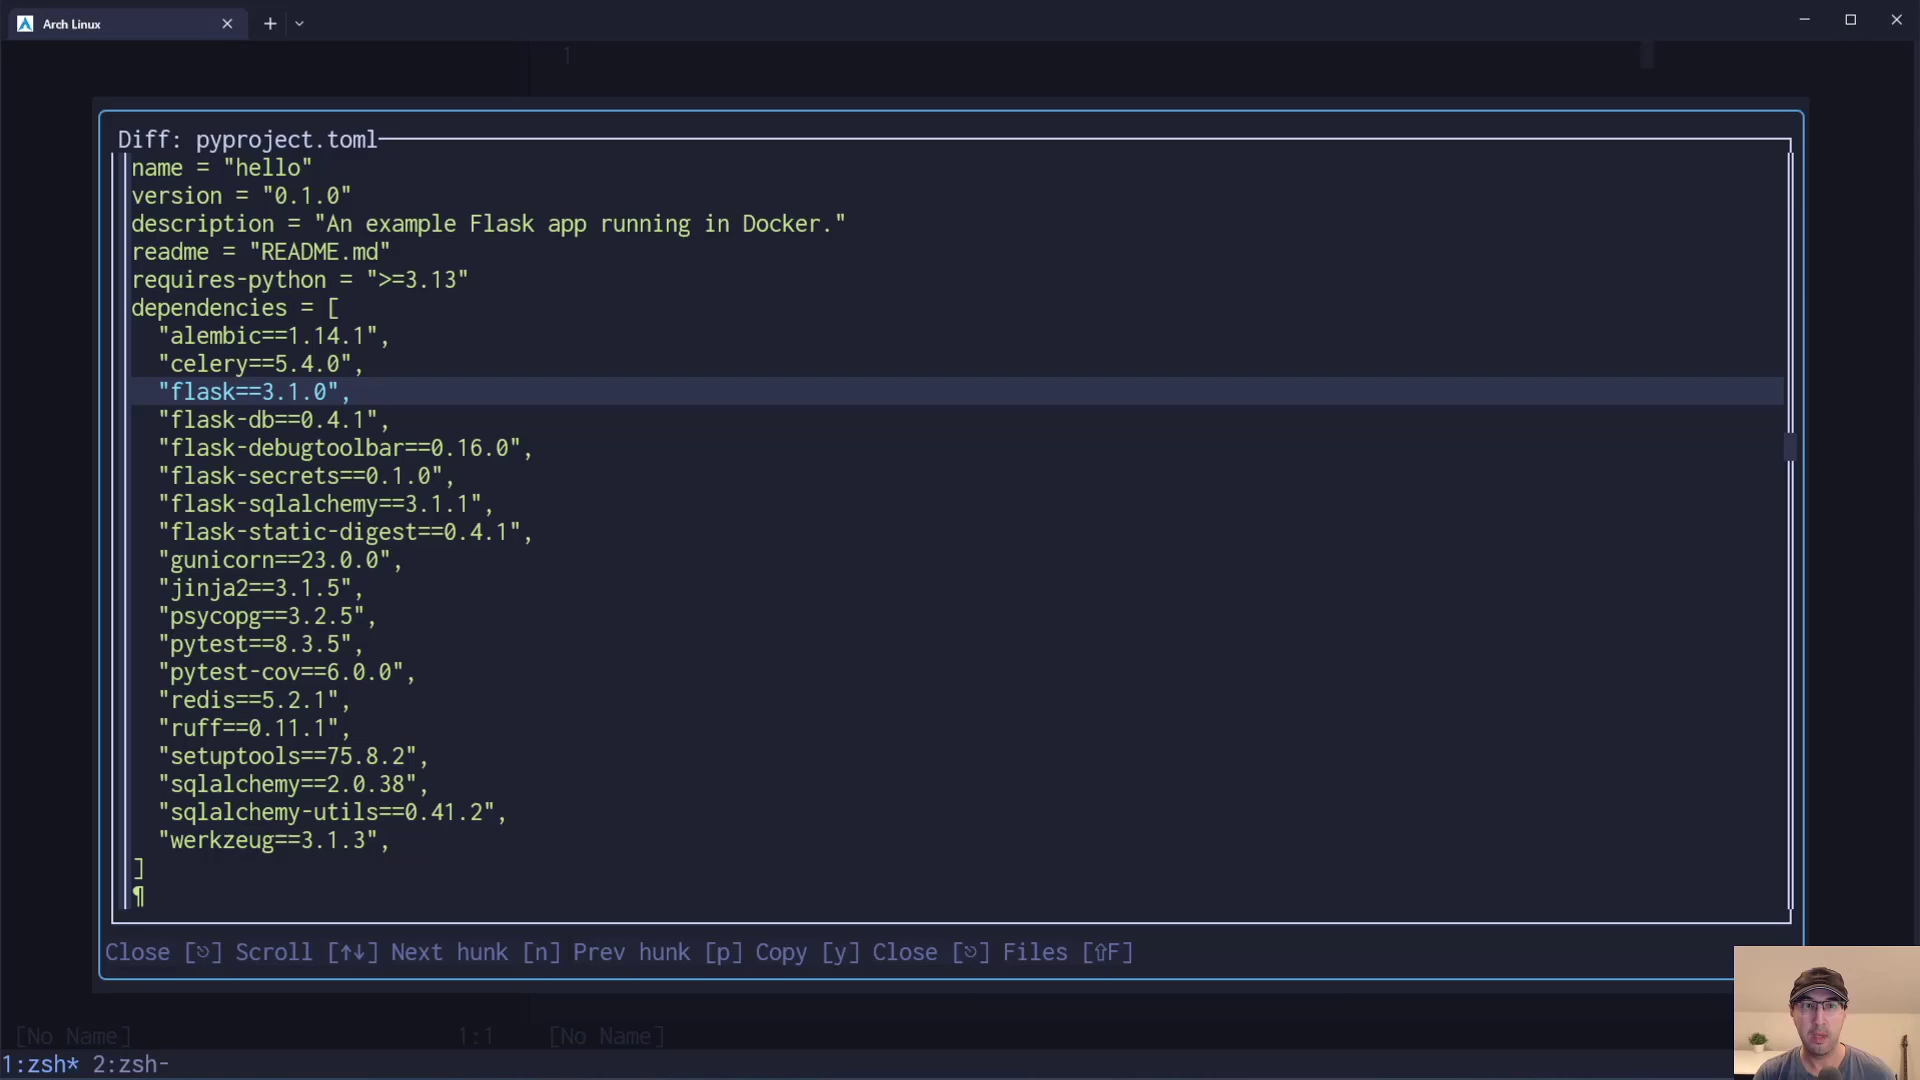 Arch Linux
1
Diff: pyproject.toml
name = "hello"
version = "0.1.0"
description = "An example Flask app running in Docker."
readme = "README.md"
requires-python = ">=3.13"
dependencies = [
  "alembic==1.14.1",
  "celery==5.4.0",
  "flask==3.1.0",
  "flask-db==0.4.1",
  "flask-debugtoolbar==0.16.0",
  "flask-secrets==0.1.0",
  "flask-sqlalchemy==3.1.1",
  "flask-static-digest==0.4.1",
  "gunicorn==23.0.0",
  "jinja2==3.1.5",
  "psycopg==3.2.5",
  "pytest==8.3.5",
  "pytest-cov==6.0.0",
  "redis==5.2.1",
  "ruff==0.11.1",
  "setuptools==75.8.2",
  "sqlalchemy==2.0.38",
  "sqlalchemy-utils==0.41.2",
  "werkzeug==3.1.3",
]
¶
Close [⎋] Scroll [↑↓] Next hunk [n] Prev hunk [p] Copy [y] Close [⎋] Files [⇧F]
[No Name] 1:1 [No Name]
1:zsh* 2:zsh-